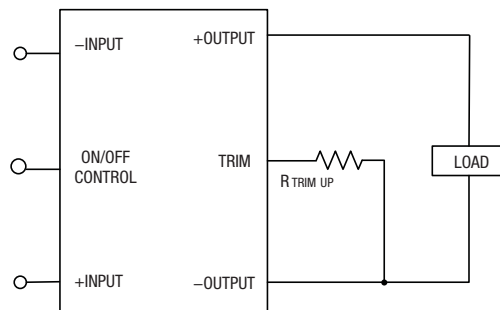 –INPUT
+OUTPUT
ON/OFF
CONTROL
TRIM
R TRIM UP
LOAD
+INPUT
–OUTPUT